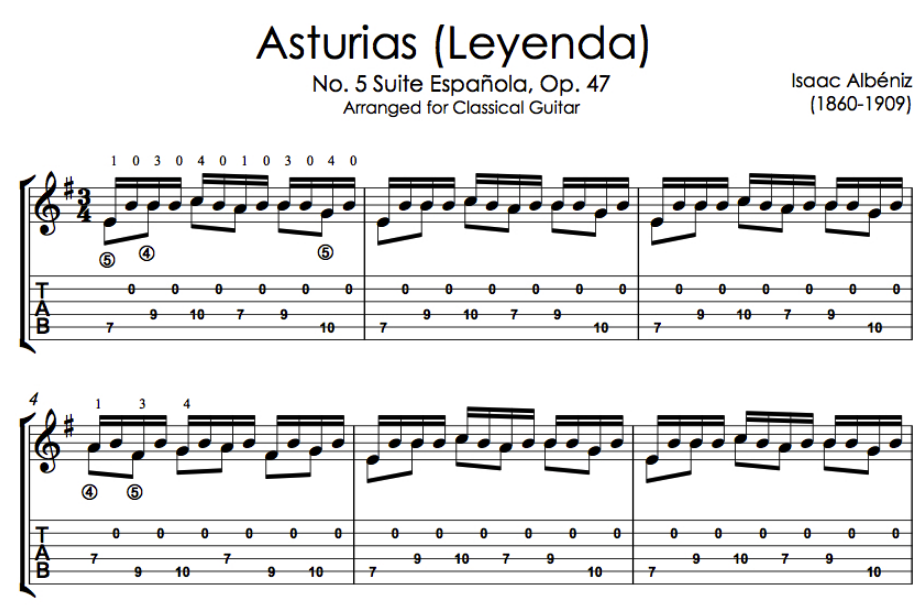 Asturias (Leyenda)
No. 5 Suite Española, Op. 47
Arranged for Classical Guitar
Isaac Albéniz
(1860-1909)
1 0 3 0 4 0 1 0 3 0 4 0
3
4
⑤ ④ ⑤
T 0 0 0 0 0 0 0 0 0 0 0 0 0 0 0 0 0 0
A 9 10 7 9 9 10 7 9 9 10 7 9
B 7 10 7 10 7 10
4
1 3 4
④ ⑤
T 0 0 0 0 0 0 0 0 0 0 0 0 0 0 0 0 0 0
A 7 7 9 10 7 9 9 10 7 9
B 9 10 9 10 7 10 7 10